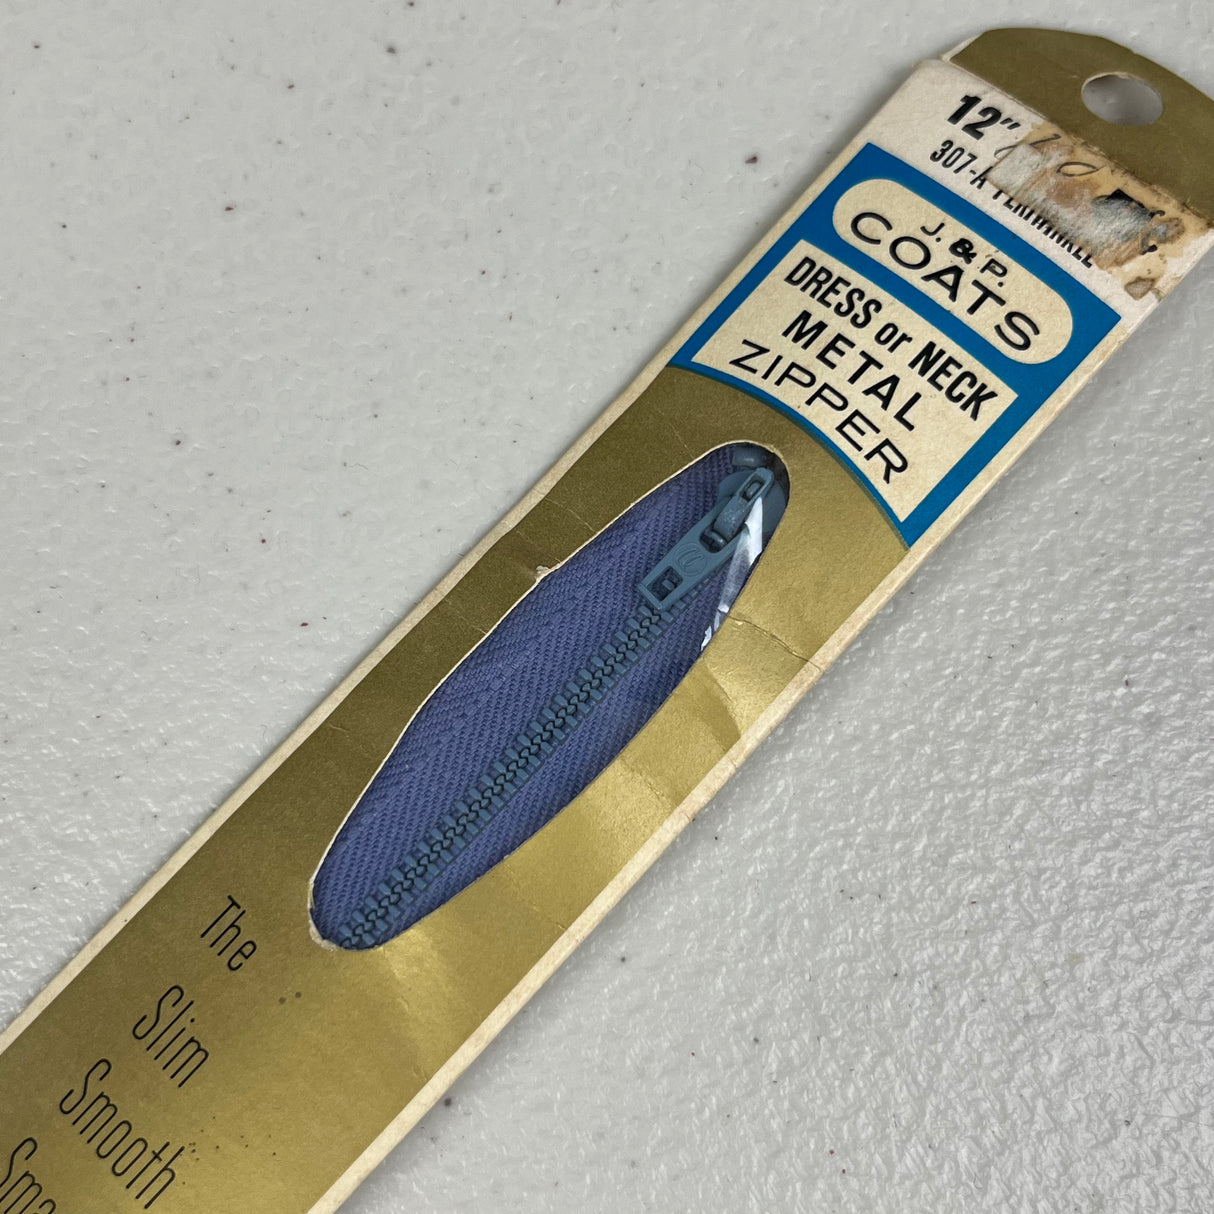 12"
307-A PERIWINKLE
J. & P.
COATS
DRESS or NECK
METAL
ZIPPER
The
Slim
Smooth